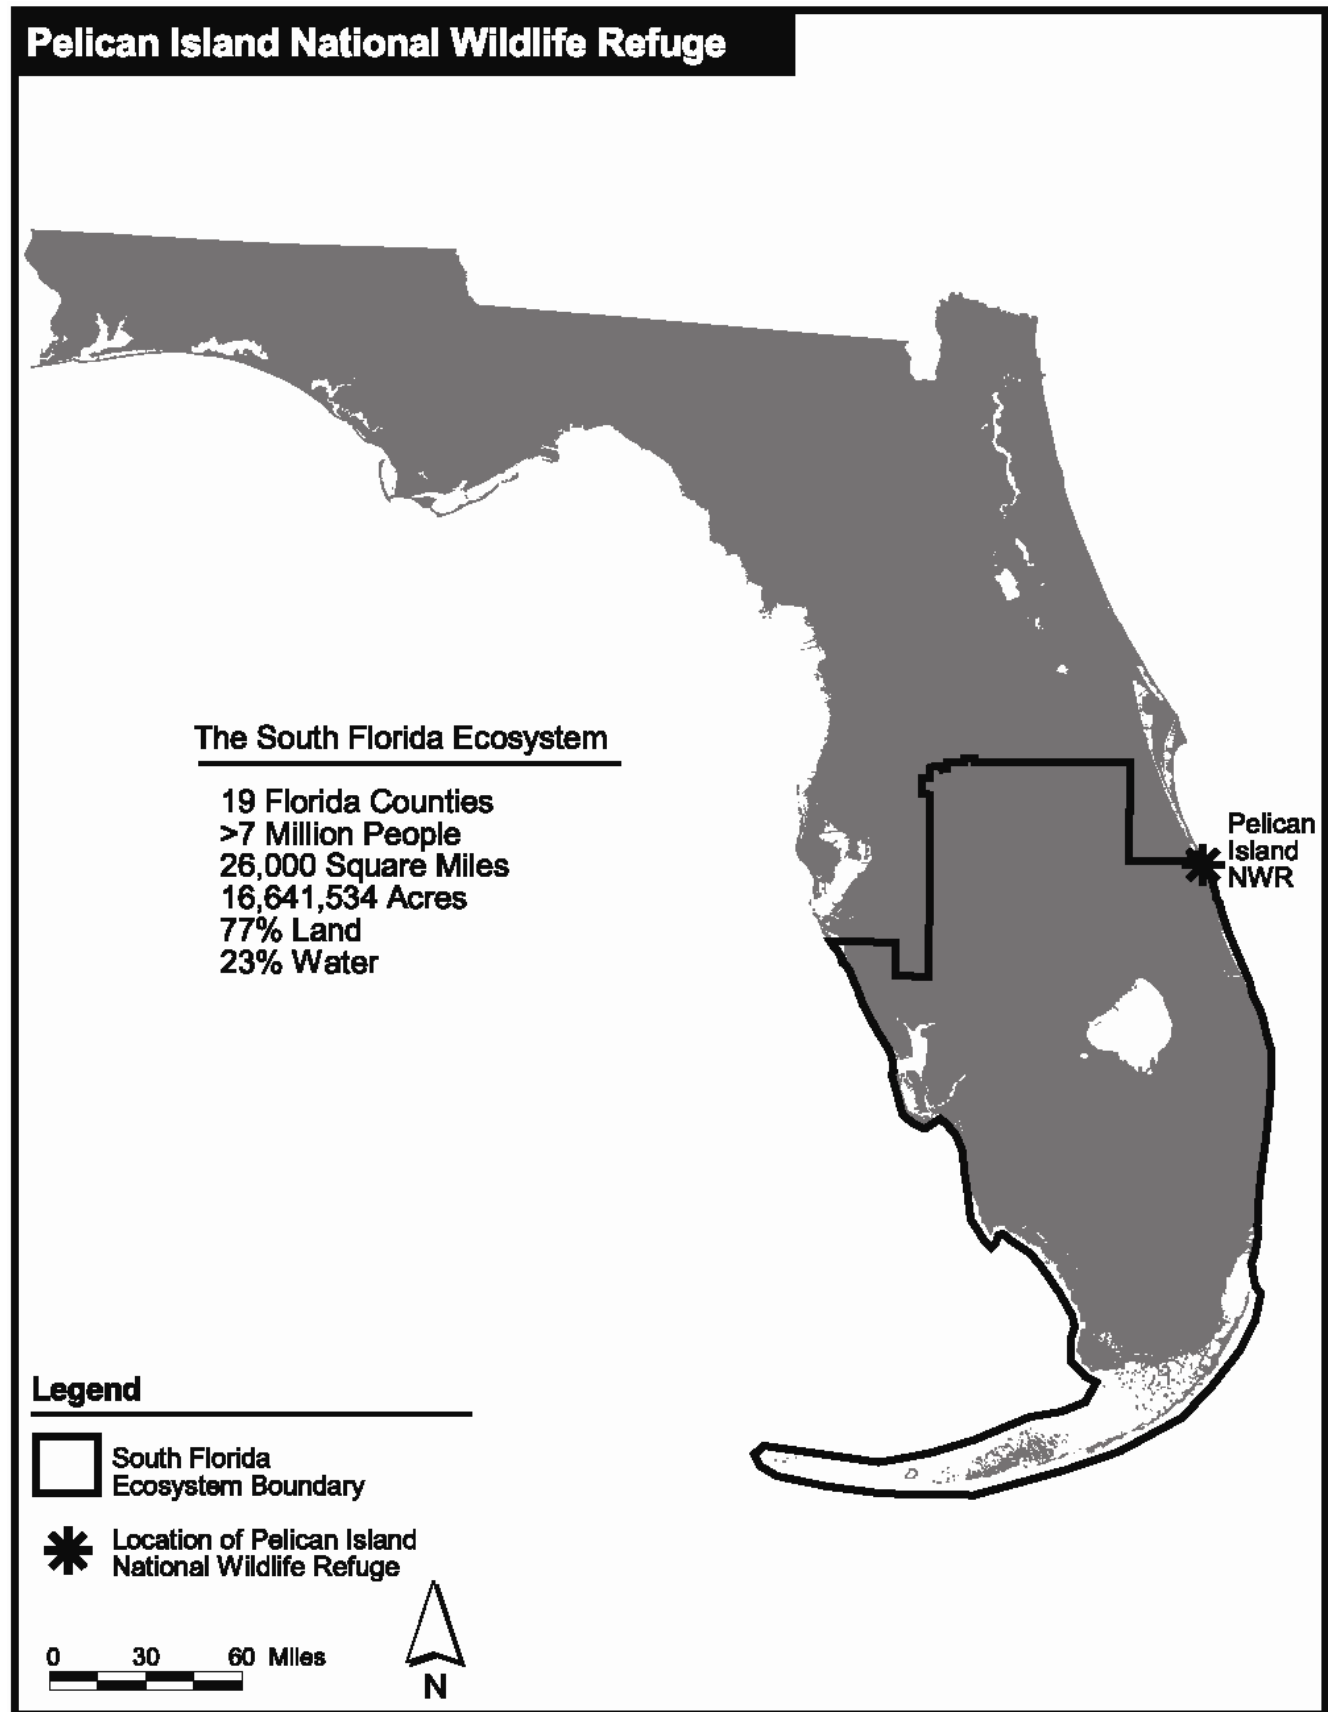 Pelican Island National Wildlife Refuge
The South Florida Ecosystem
19 Florida Counties
>7 Million People
26,000 Square Miles
16,641,534 Acres
77% Land
23% Water
Pelican
Island
NWR
Legend
South Florida
Ecosystem Boundary
Location of Pelican Island
National Wildlife Refuge
0 30 60 Miles
N